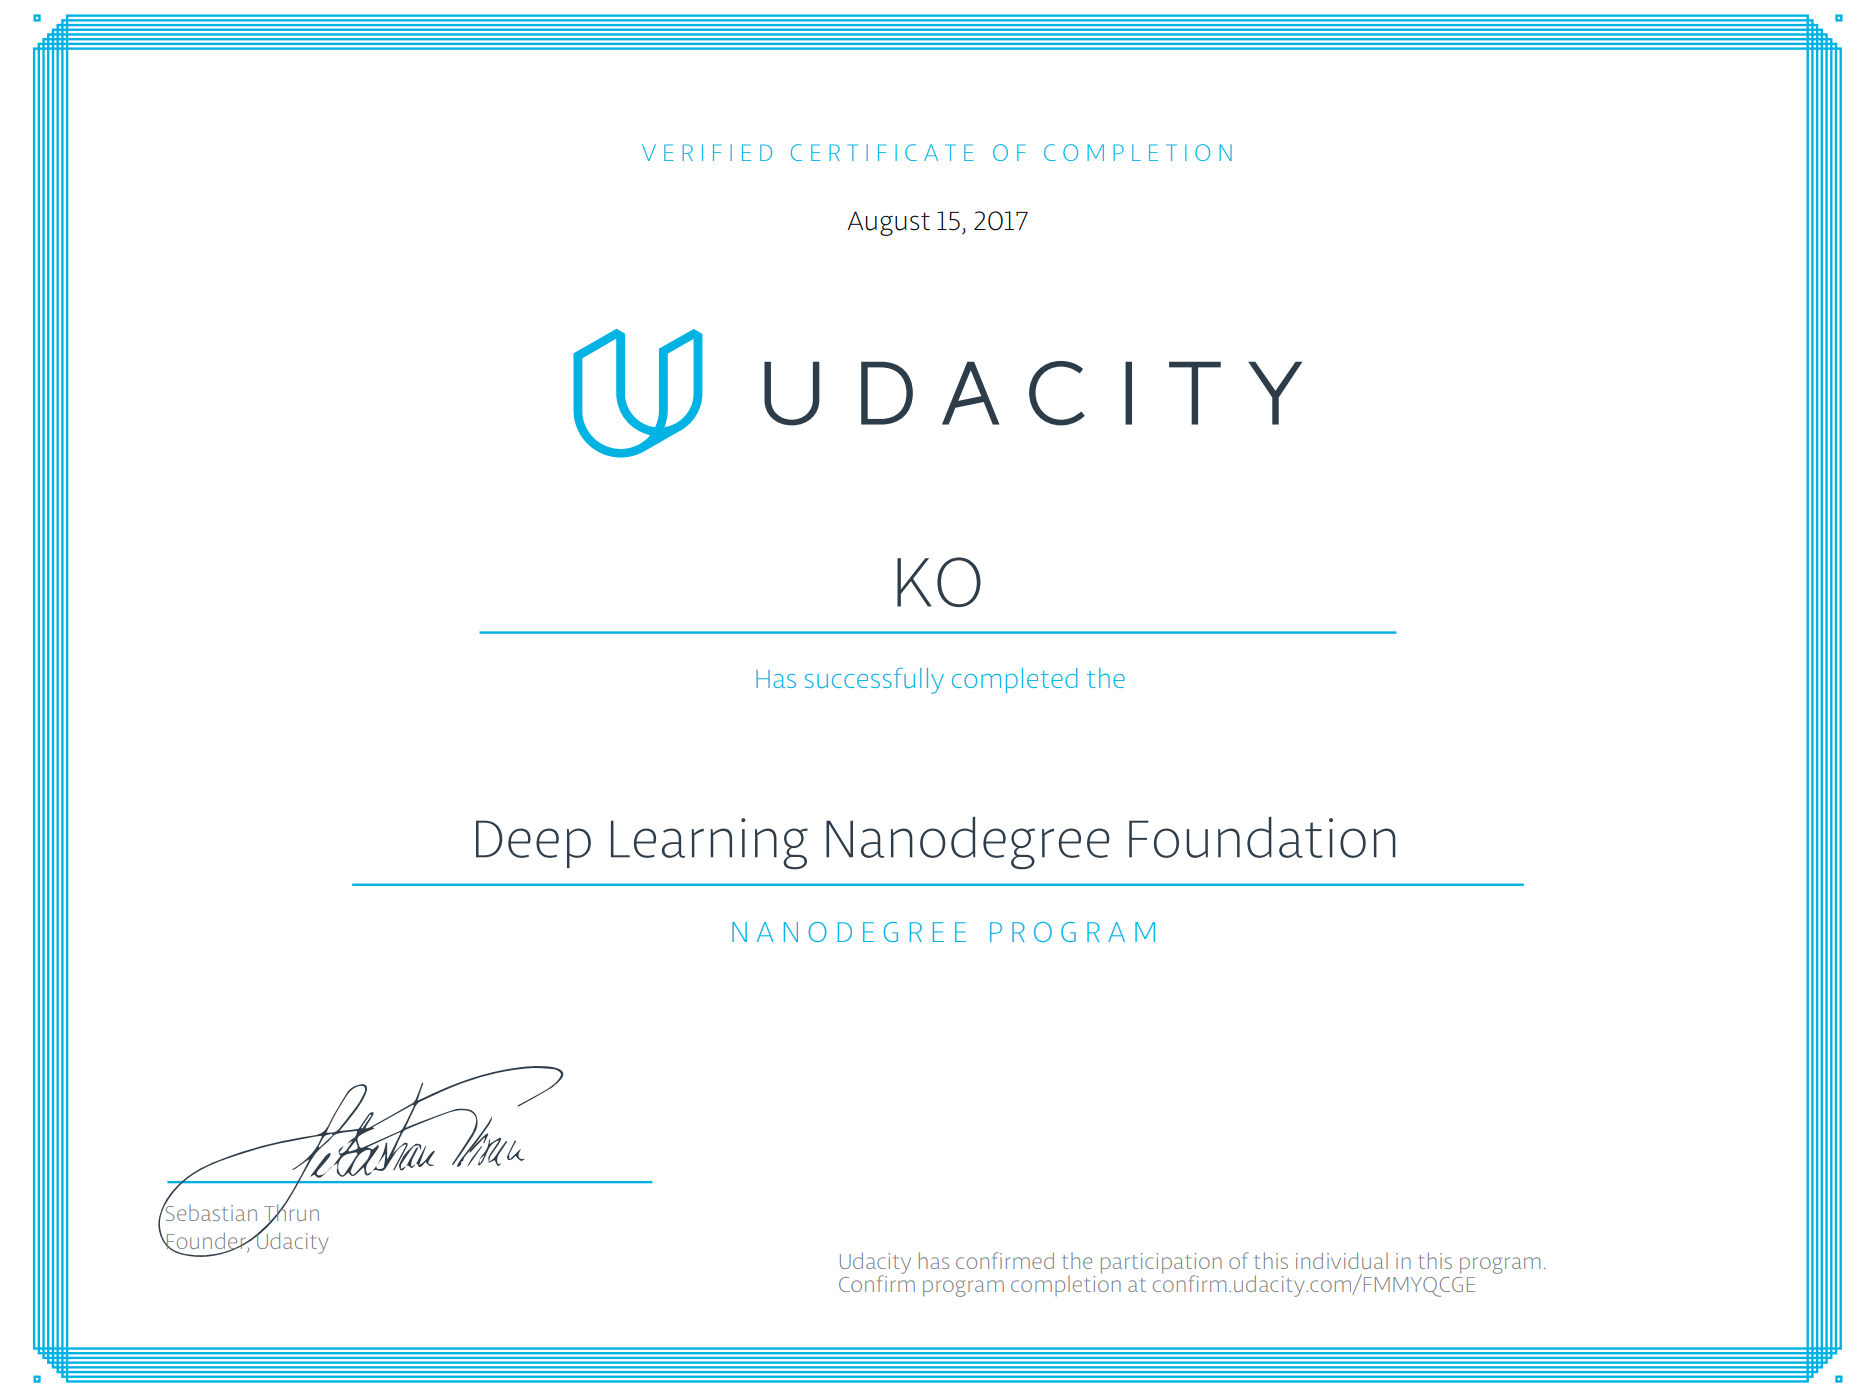 VERIFIED CERTIFICATE OF COMPLETION
August 15, 2017
UDACITY
KO
Has successfully completed the
Deep Learning Nanodegree Foundation
NANODEGREE PROGRAM
Sebastian Thrun
Sebastian Thrun
Founder, Udacity
Udacity has confirmed the participation of this individual in this program.
Confirm program completion at confirm.udacity.com/FMMYQCGE